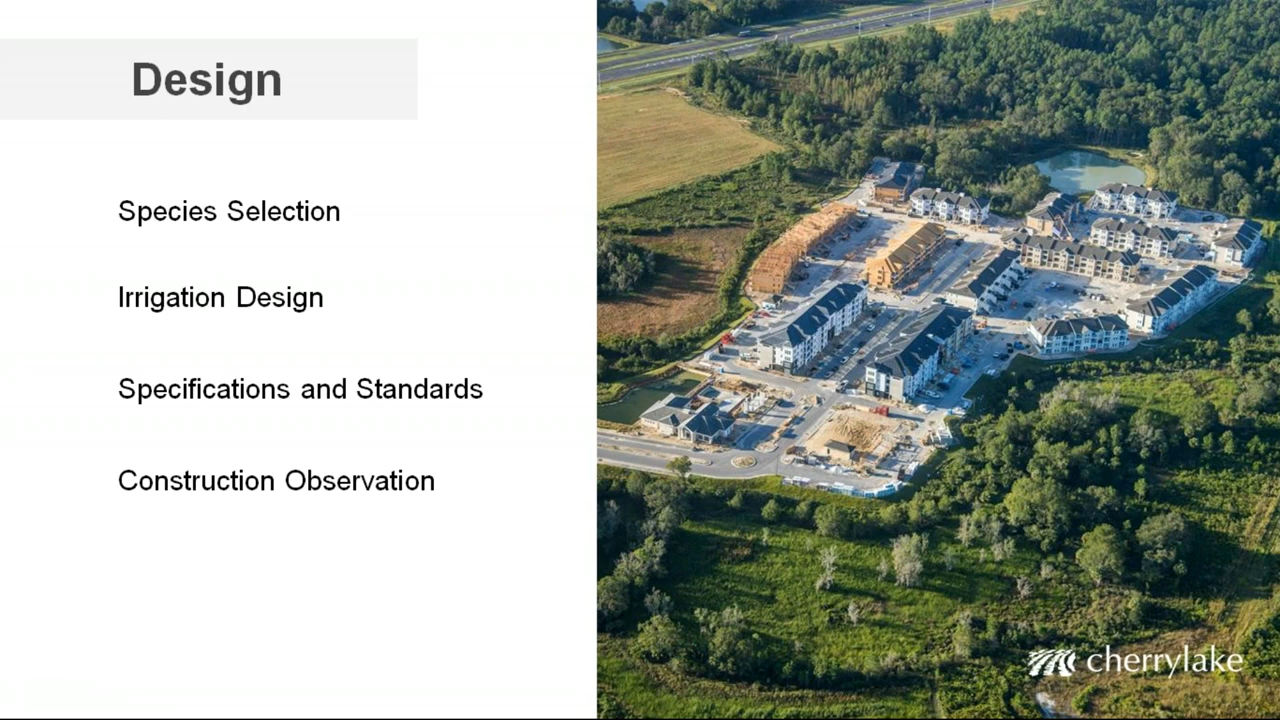 Design
Species Selection
Irrigation Design
Specifications and Standards
Construction Observation
cherrylake